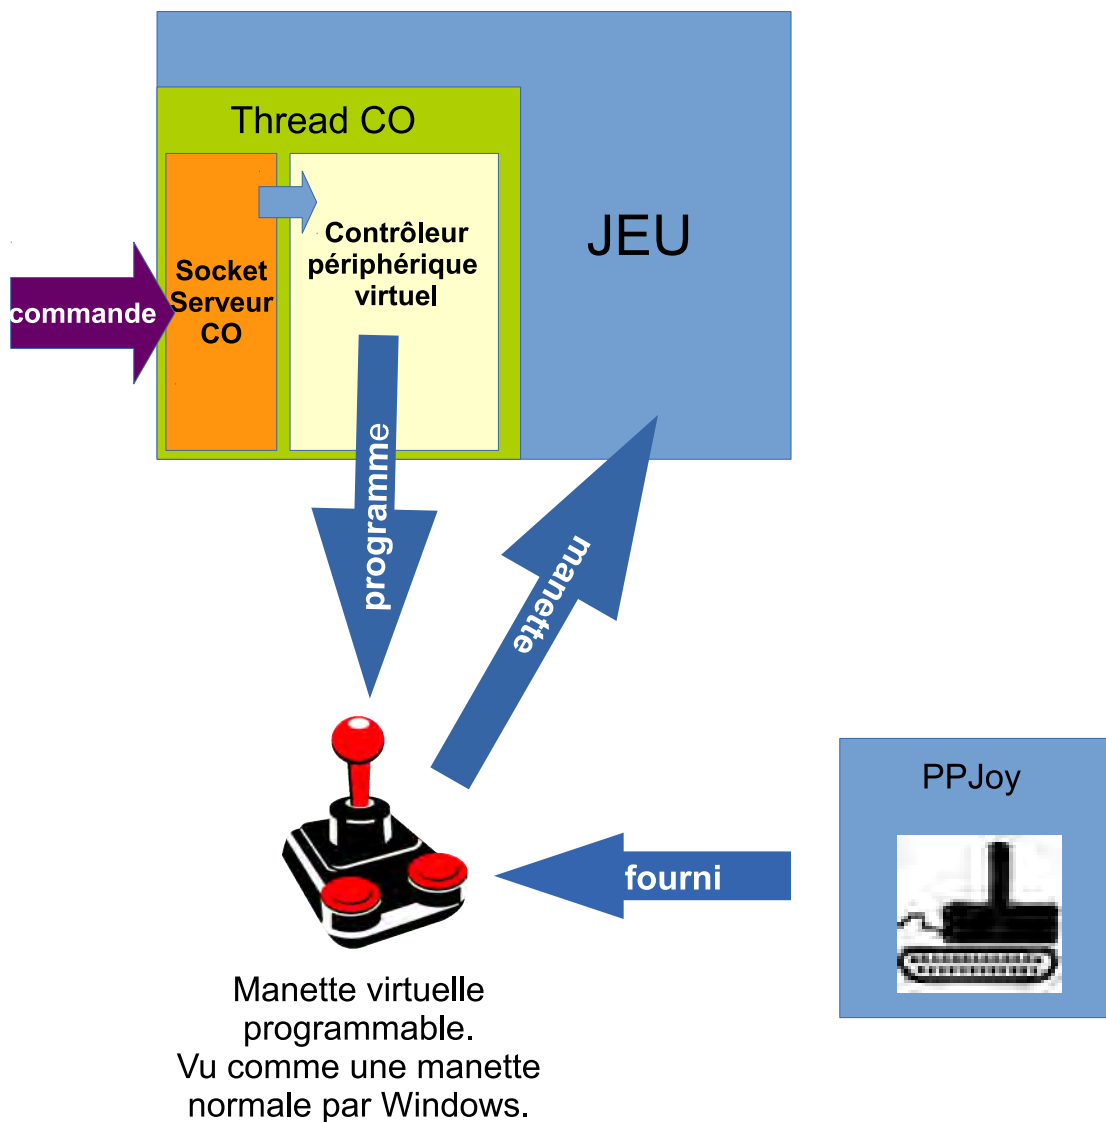 Thread CO
JEU
Contrôleur
périphérique
virtuel
Socket
Serveur
CO
commande
programme
manette
PPJoy
fourni
Manette virtuelle
programmable.
Vu comme une manette
normale par Windows.